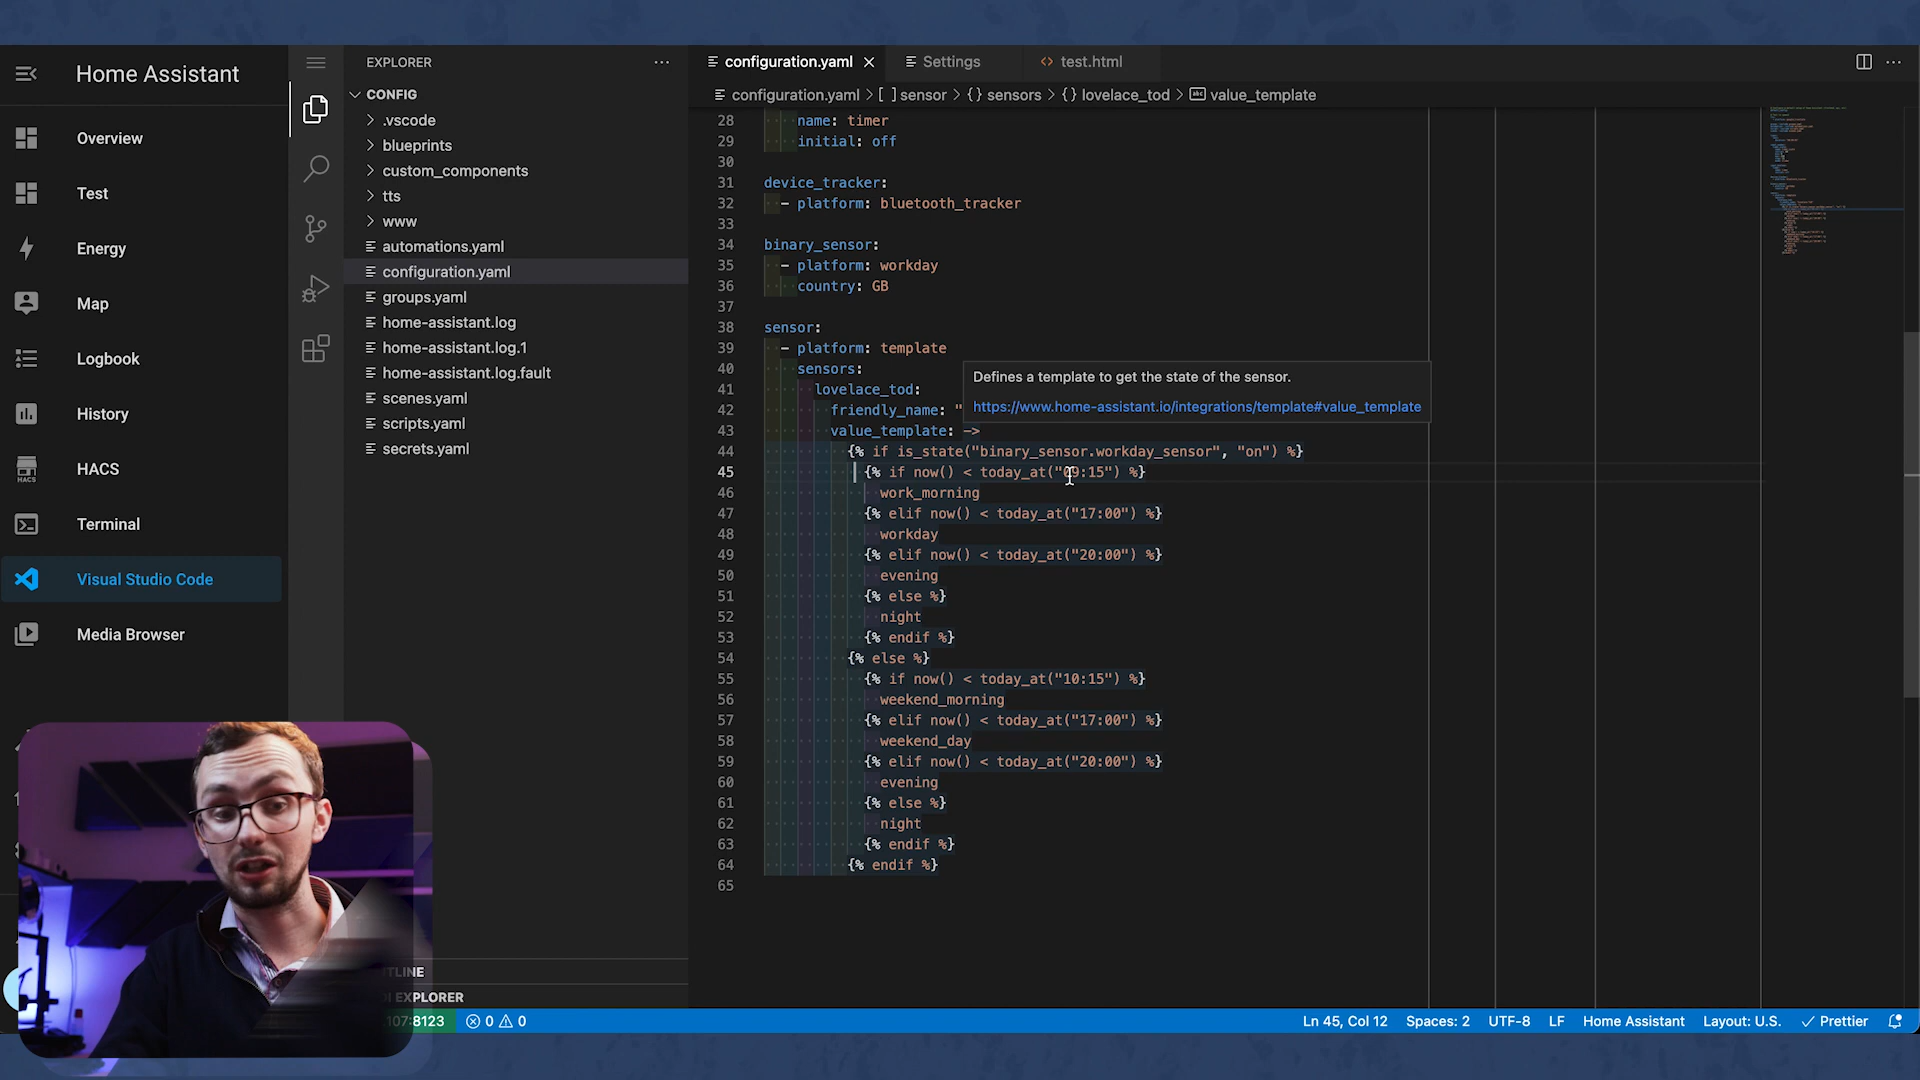 Home Assistant
Overview
Test
Energy
Map
Logbook
History
HACS
HACS
Terminal
Visual Studio Code
Media Browser
EXPLORER
CONFIG
.vscode
blueprints
custom_components
tts
www
automations.yaml
configuration.yaml
groups.yaml
home-assistant.log
home-assistant.log.1
home-assistant.log.fault
scenes.yaml
scripts.yaml
secrets.yaml
TLINE
I EXPLORER
configuration.yaml Settings test.html
configuration.yaml > [ ] sensor > {} sensors > {} lovelace_tod > abc value_template
28 name: timer
29 initial: off
30
31 device_tracker:
32 - platform: bluetooth_tracker
33
34 binary_sensor:
35 - platform: workday
36 country: GB
37
38 sensor:
39 - platform: template
40 sensors:
41 lovelace_tod:
42 friendly_name: "
43 value_template: ->
44 {% if is_state("binary_sensor.workday_sensor", "on") %}
45 {% if now() < today_at("09:15") %}
46 work_morning
47 {% elif now() < today_at("17:00") %}
48 workday
49 {% elif now() < today_at("20:00") %}
50 evening
51 {% else %}
52 night
53 {% endif %}
54 {% else %}
55 {% if now() < today_at("10:15") %}
56 weekend_morning
57 {% elif now() < today_at("17:00") %}
58 weekend_day
59 {% elif now() < today_at("20:00") %}
60 evening
61 {% else %}
62 night
63 {% endif %}
64 {% endif %}
65
Defines a template to get the state of the sensor.
https://www.home-assistant.io/integrations/template#value_template
107:8123 0 0 Ln 45, Col 12 Spaces: 2 UTF-8 LF Home Assistant Layout: U.S. Prettier